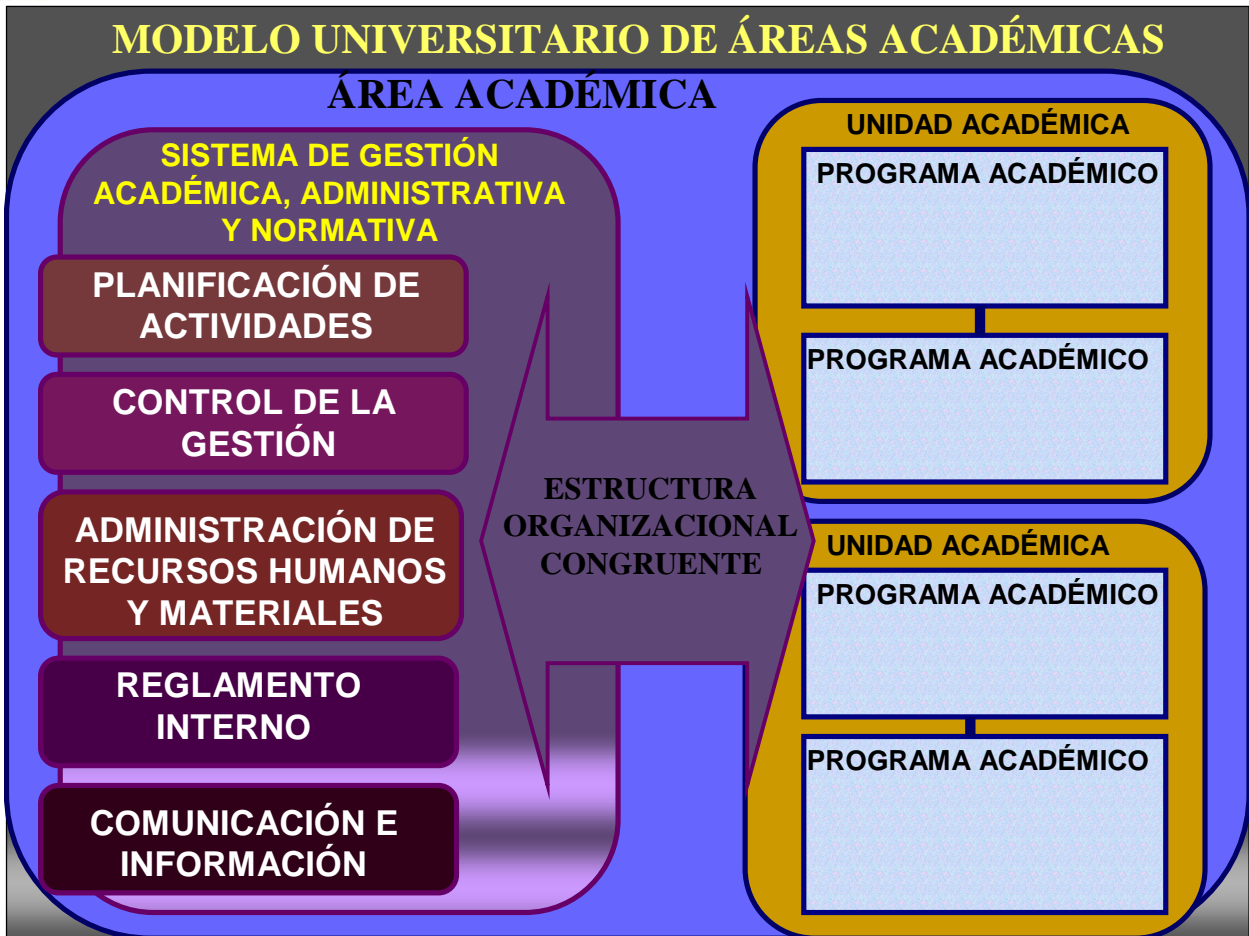 MODELO UNIVERSITARIO DE ÁREAS ACADÉMICAS
ÁREA ACADÉMICA
SISTEMA DE GESTIÓN
ACADÉMICA, ADMINISTRATIVA
Y NORMATIVA
PLANIFICACIÓN DE
ACTIVIDADES
CONTROL DE LA
GESTIÓN
ADMINISTRACIÓN DE
RECURSOS HUMANOS
Y MATERIALES
REGLAMENTO
INTERNO
COMUNICACIÓN E
INFORMACIÓN
ESTRUCTURA
ORGANIZACIONAL
CONGRUENTE
UNIDAD ACADÉMICA
PROGRAMA ACADÉMICO
PROGRAMA ACADÉMICO
UNIDAD ACADÉMICA
PROGRAMA ACADÉMICO
PROGRAMA ACADÉMICO